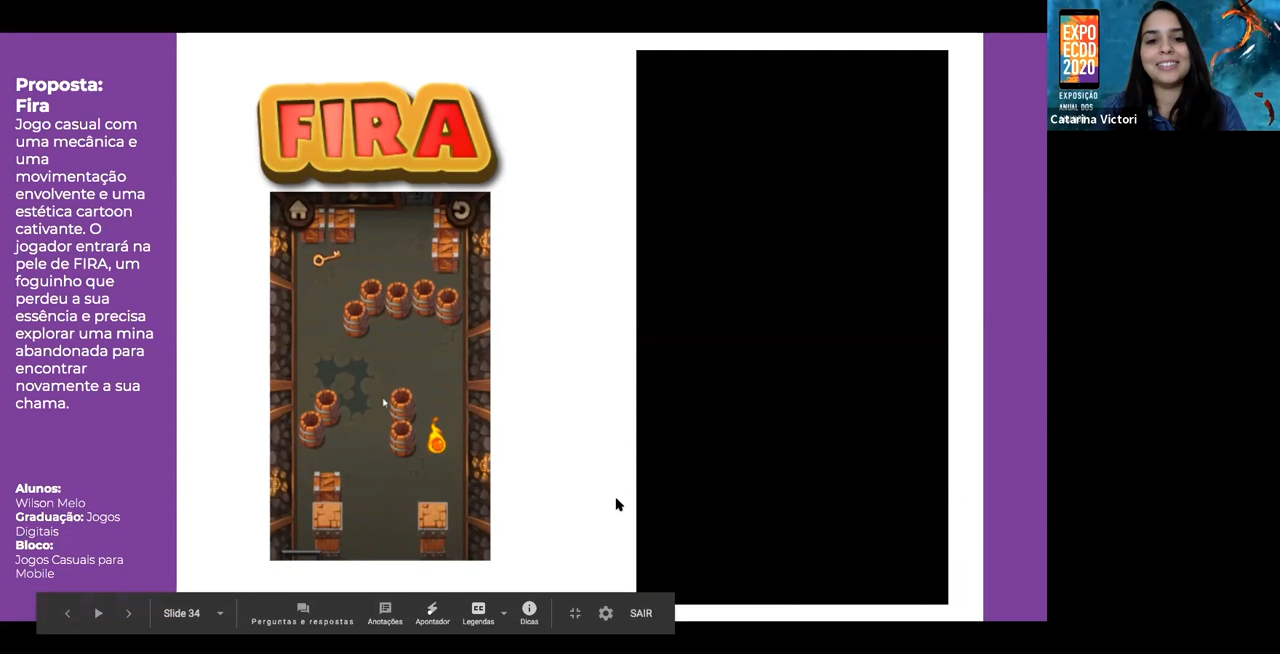 Proposta:
Fira
Jogo casual com
uma mecânica e
uma
movimentação
envolvente e uma
estética cartoon
cativante. O
jogador entrará na
pele de FIRA, um
foguinho que
perdeu a sua
essência e precisa
explorar uma mina
abandonada para
encontrar
novamente a sua
chama.
Alunos:
Wilson Melo
Graduação: Jogos
Digitais
Bloco:
Jogos Casuais para
Mobile
FIRA
EXPO
ECDD
2020
EXPOSIÇÃO
ANUAL DOS
Catarina Victori
Slide 34
Perguntas e respostas
Anotações
Apontador
CC
Legendas
Dicas
SAIR